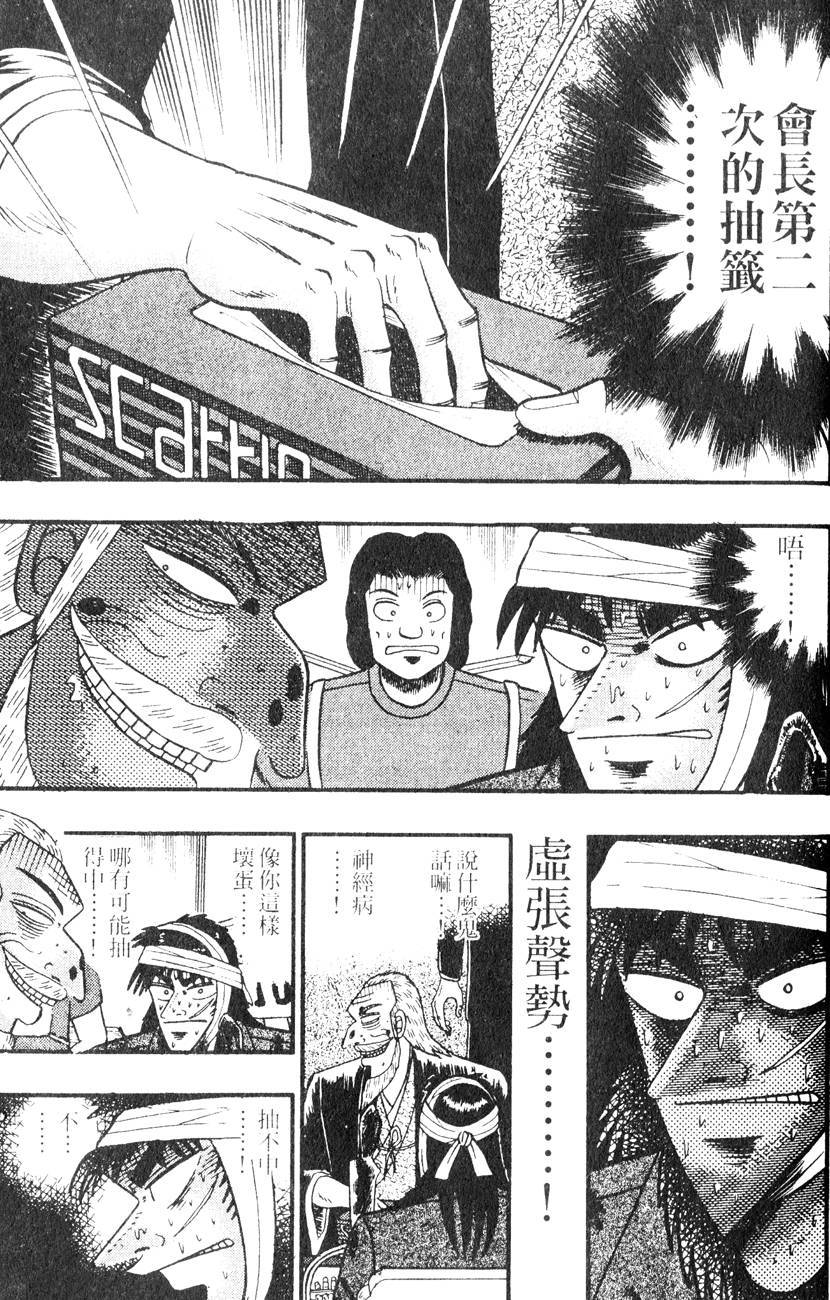 會長第二
次的抽籤
………！
scattie
唔……！
虛張聲勢………！
說什麼鬼
話嘛…！
神經病
……！
像你這樣
壞蛋……
哪有可能抽
得中……！
抽不中
…！
不…
…